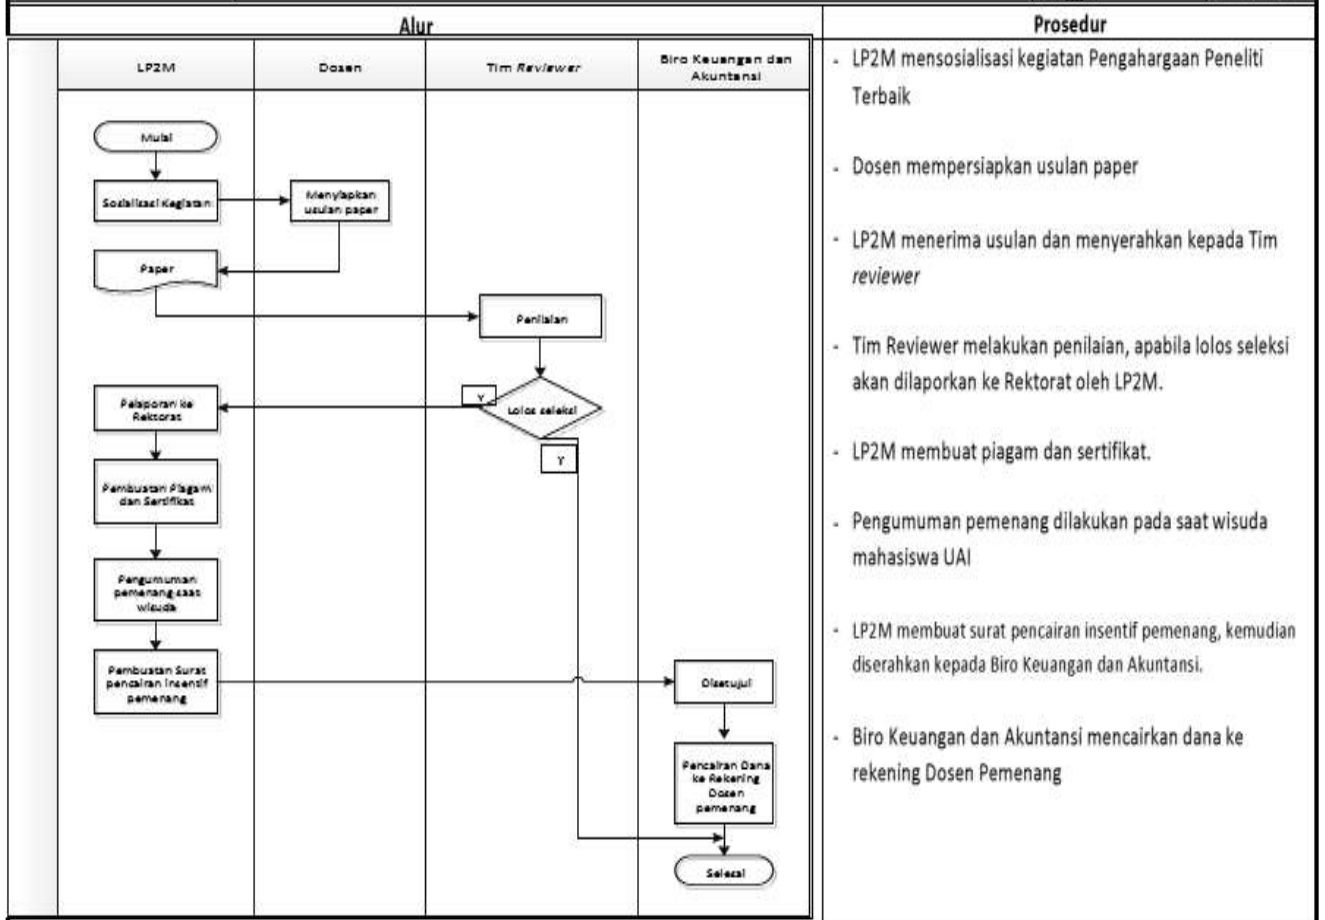 Alur
Prosedur
LP2M
Dosen
Tim Reviewer
Biro Keuangan dan
Akuntansi
Mulai
Sosialisasi Kegiatan
Menyiapkan
usulan paper
Paper
Penilaian
Lolos seleksi
Y
Y
Pelaporan ke
Rektorat
Pembuatan Piagam
dan Sertifikat
Pengumuman
pemenang saat
wisuda
Pembuatan Surat
pencairan insentif
pemenang
Disetujui
Pencairan Dana
ke Rekening
Dosen
pemenang
Selesai
- LP2M mensosialisasi kegiatan Pengahargaan Peneliti
Terbaik
- Dosen mempersiapkan usulan paper
- LP2M menerima usulan dan menyerahkan kepada Tim
reviewer
- Tim Reviewer melakukan penilaian, apabila lolos seleksi
akan dilaporkan ke Rektorat oleh LP2M.
- LP2M membuat piagam dan sertifikat.
- Pengumuman pemenang dilakukan pada saat wisuda
mahasiswa UAI
- LP2M membuat surat pencairan insentif pemenang, kemudian
diserahkan kepada Biro Keuangan dan Akuntansi.
- Biro Keuangan dan Akuntansi mencairkan dana ke
rekening Dosen Pemenang